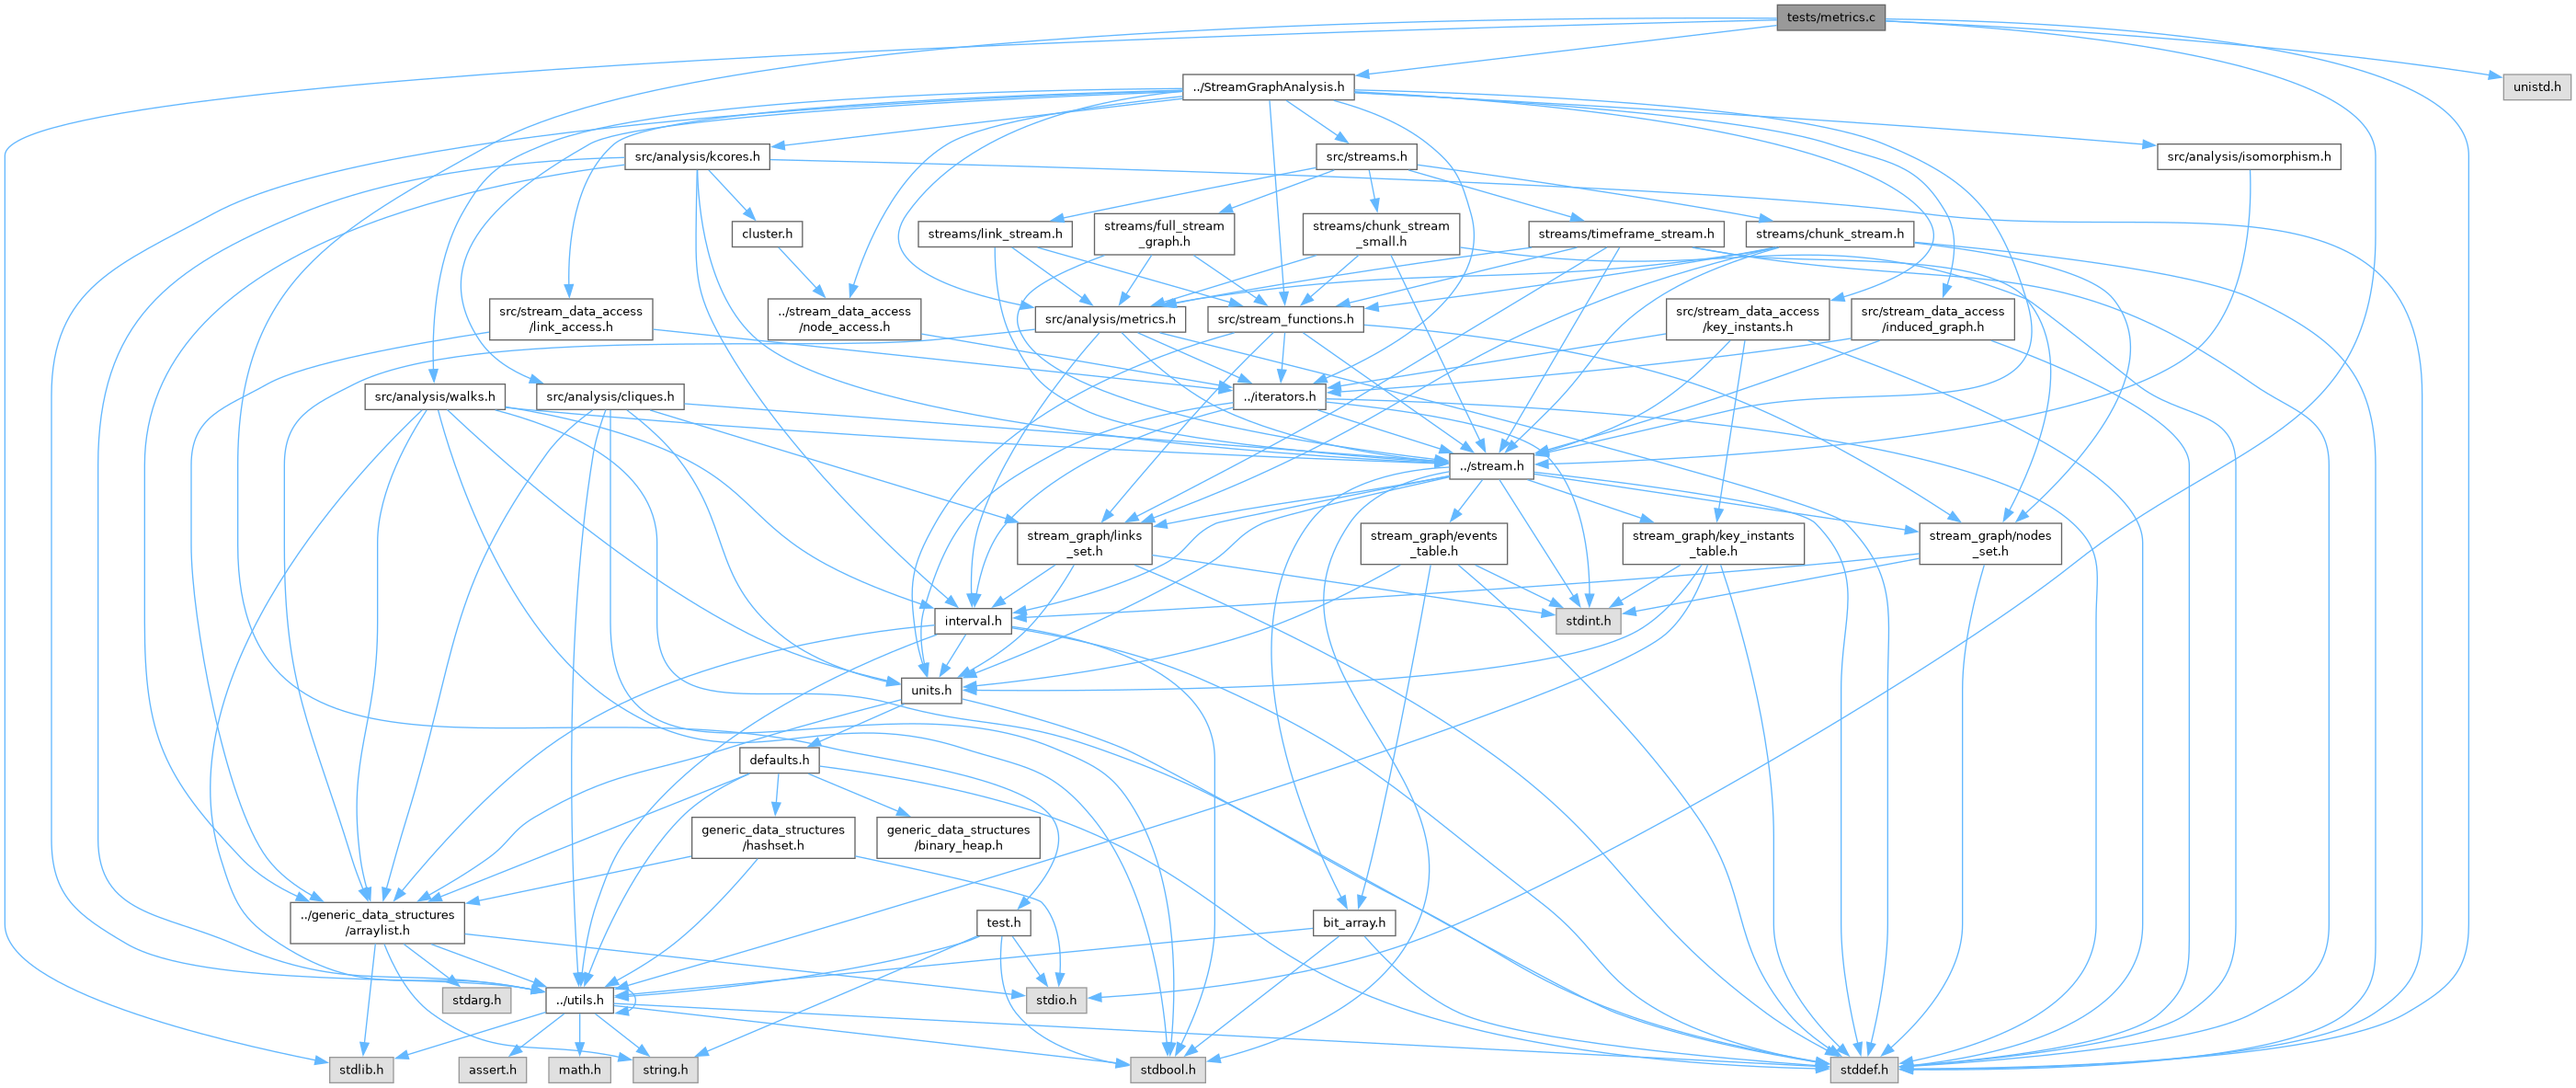 tests/metrics.c
../StreamGraphAnalysis.h
unistd.h
src/analysis/kcores.h
src/streams.h
src/analysis/isomorphism.h
cluster.h
streams/link_stream.h
streams/full_stream
_graph.h
streams/chunk_stream
_small.h
streams/timeframe_stream.h
streams/chunk_stream.h
src/stream_data_access
/link_access.h
../stream_data_access
/node_access.h
src/analysis/metrics.h
src/stream_functions.h
src/stream_data_access
/key_instants.h
src/stream_data_access
/induced_graph.h
src/analysis/walks.h
src/analysis/cliques.h
../iterators.h
../stream.h
stream_graph/links
_set.h
stream_graph/events
_table.h
stream_graph/key_instants
_table.h
stream_graph/nodes
_set.h
interval.h
stdint.h
units.h
defaults.h
generic_data_structures
/hashset.h
generic_data_structures
/binary_heap.h
../generic_data_structures
/arraylist.h
test.h
bit_array.h
stdarg.h
../utils.h
stdio.h
stdlib.h
assert.h
math.h
string.h
stdbool.h
stddef.h